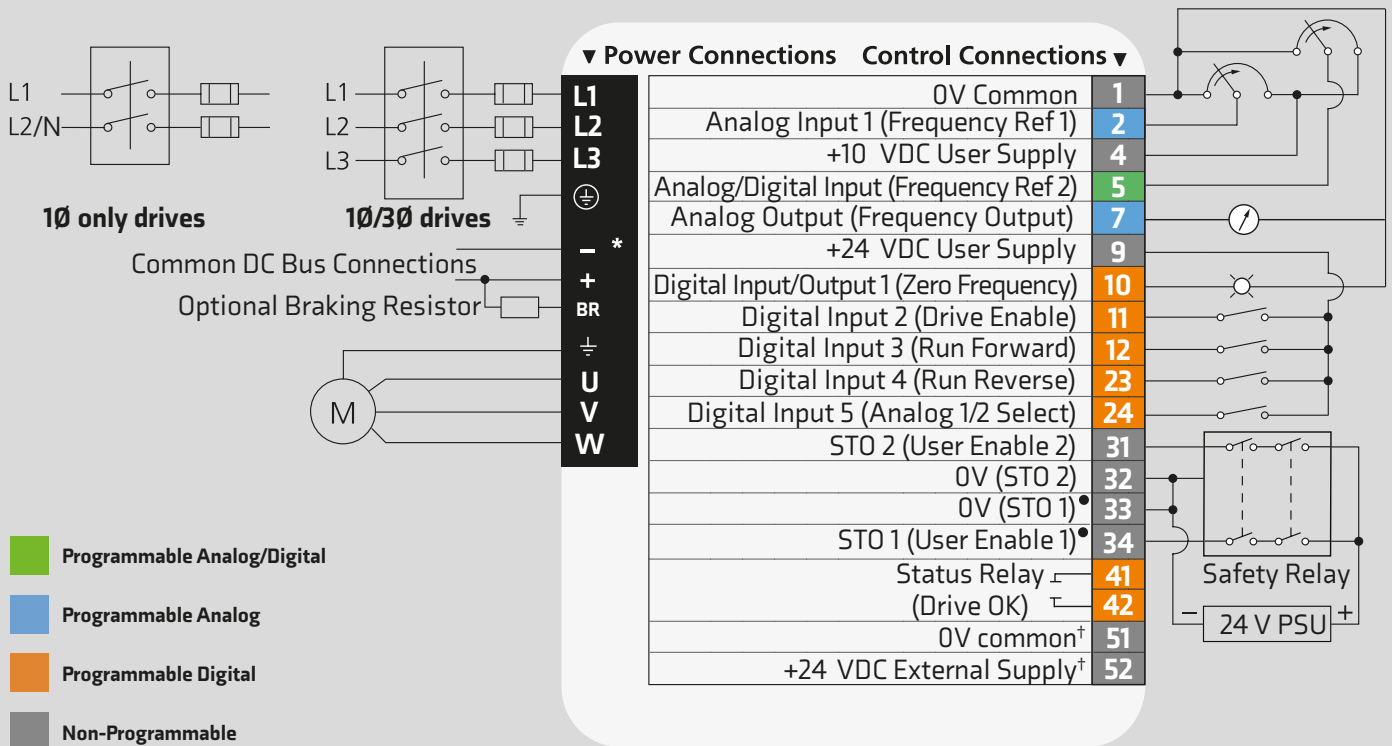 ▼ Power Connections Control Connections ▼
L1
L2/N
1Ø only drives
L1
L2
L3
1Ø/3Ø drives
Common DC Bus Connections
Optional Braking Resistor
M
L1
L2
L3
– *
+
BR
U
V
W
0V Common 1
Analog Input 1 (Frequency Ref 1) 2
+10 VDC User Supply 4
Analog/Digital Input (Frequency Ref 2) 5
Analog Output (Frequency Output) 7
+24 VDC User Supply 9
Digital Input/Output 1 (Zero Frequency) 10
Digital Input 2 (Drive Enable) 11
Digital Input 3 (Run Forward) 12
Digital Input 4 (Run Reverse) 23
Digital Input 5 (Analog 1/2 Select) 24
STO 2 (User Enable 2) 31
0V (STO 2) 32
0V (STO 1)● 33
STO 1 (User Enable 1)● 34
Status Relay 41
(Drive OK) 42
0V common† 51
+24 VDC External Supply† 52
Safety Relay
– 24 V PSU +
Programmable Analog/Digital
Programmable Analog
Programmable Digital
Non-Programmable